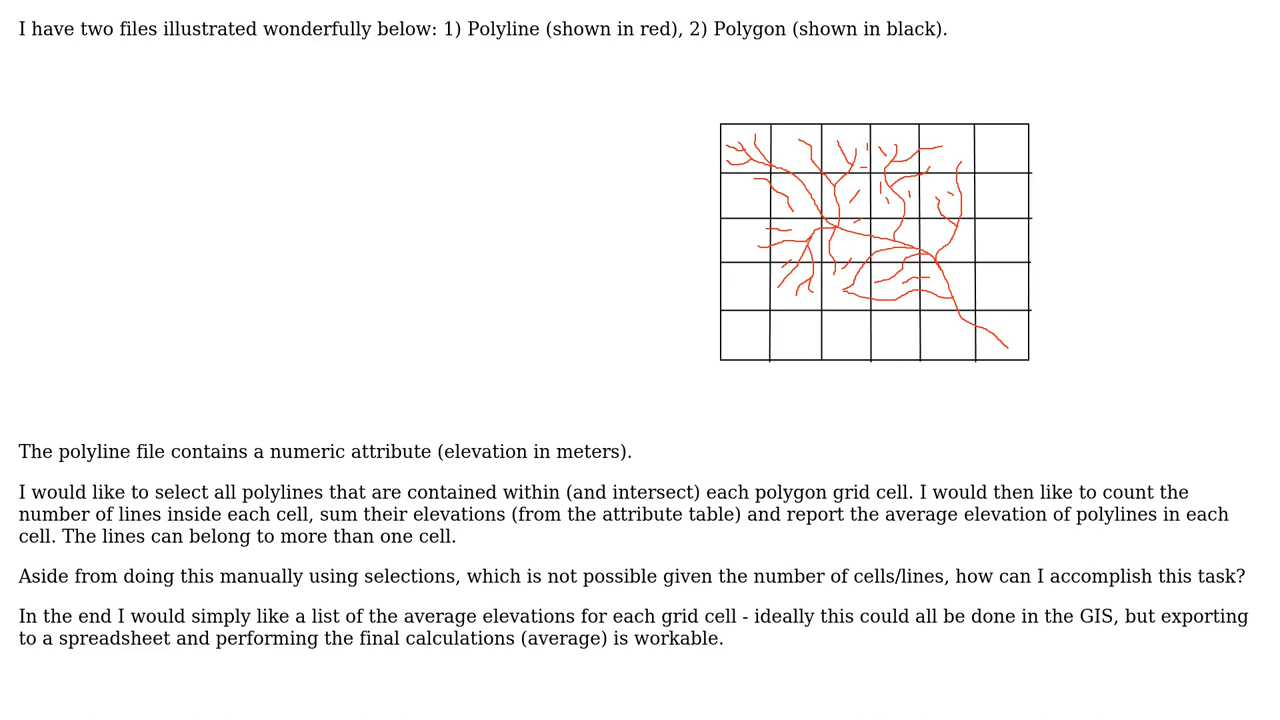 I have two files illustrated wonderfully below: 1) Polyline (shown in red), 2) Polygon (shown in black).
The polyline file contains a numeric attribute (elevation in meters).
I would like to select all polylines that are contained within (and intersect) each polygon grid cell. I would then like to count the
number of lines inside each cell, sum their elevations (from the attribute table) and report the average elevation of polylines in each
cell. The lines can belong to more than one cell.
Aside from doing this manually using selections, which is not possible given the number of cells/lines, how can I accomplish this task?
In the end I would simply like a list of the average elevations for each grid cell - ideally this could all be done in the GIS, but exporting
to a spreadsheet and performing the final calculations (average) is workable.